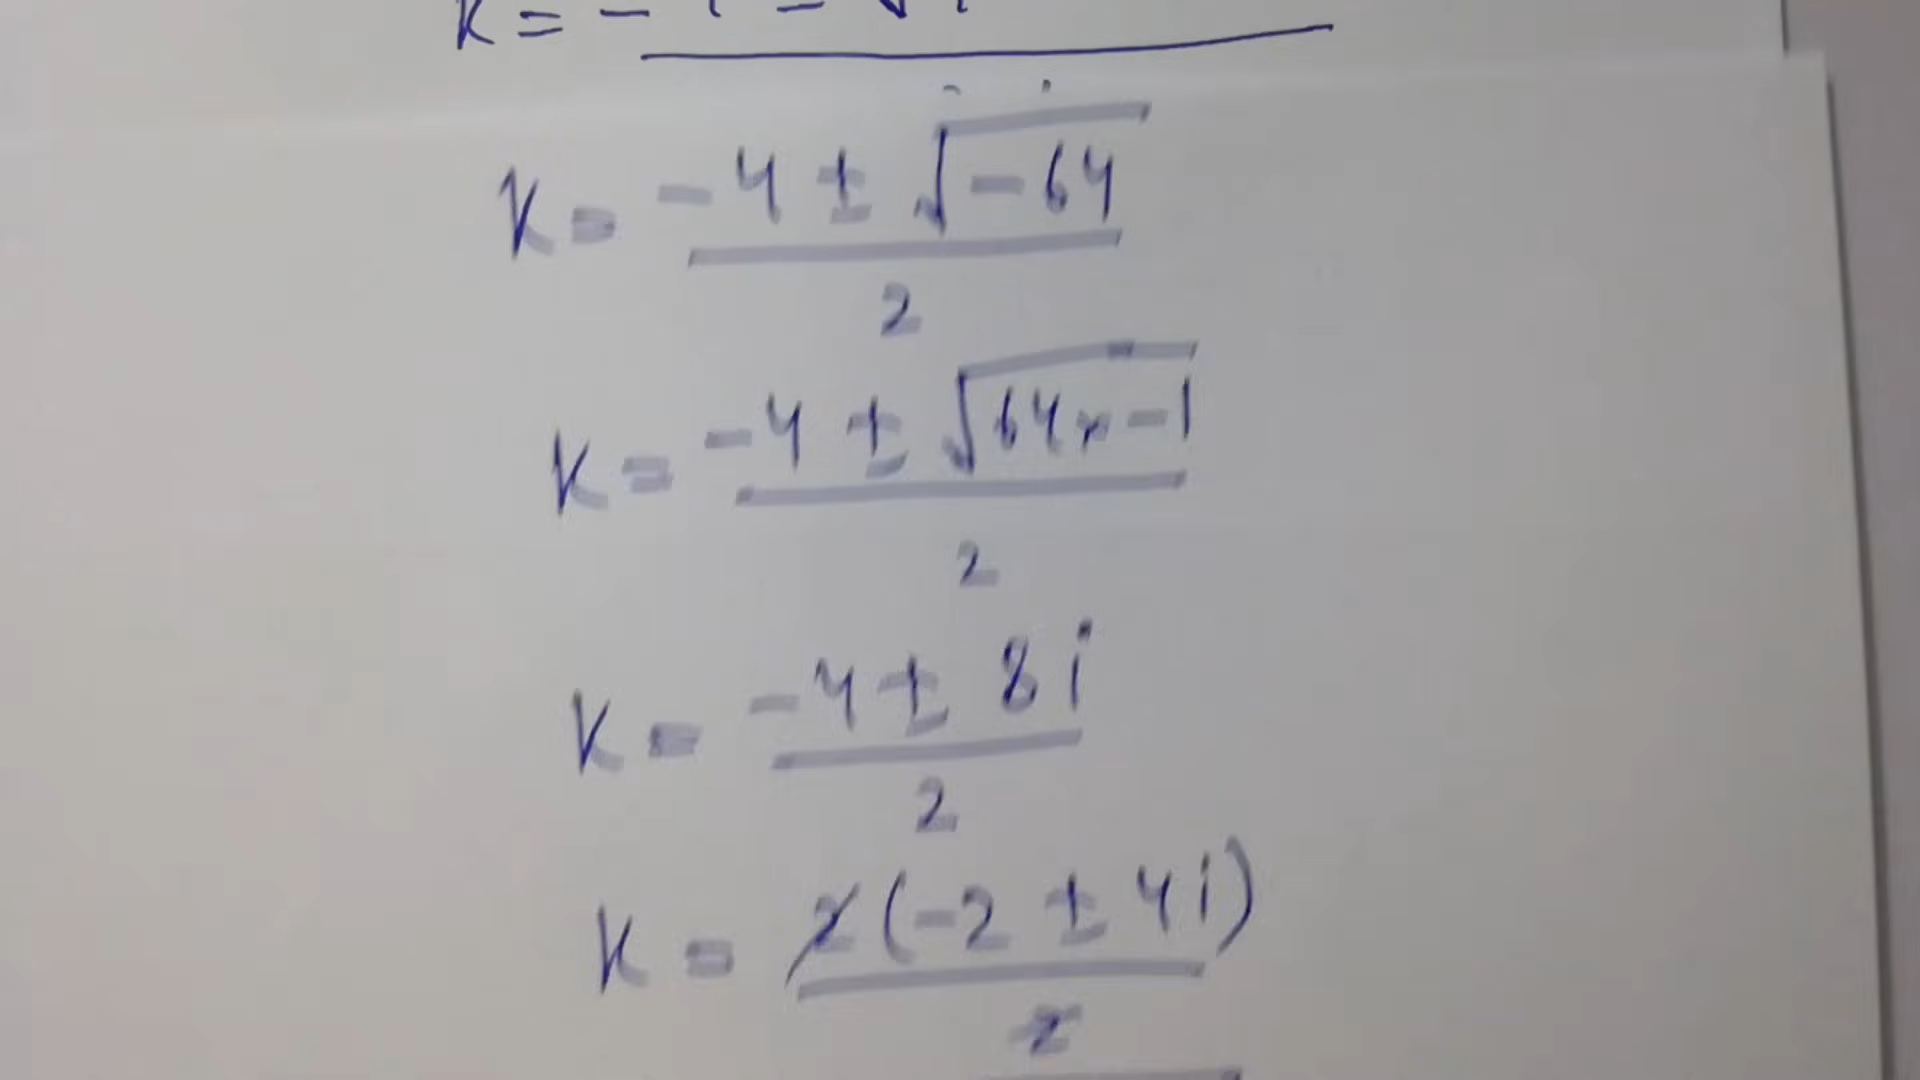 K =
K = (-4 ± √(-64)) / 2
K = (-4 ± √(64x-1)) / 2
K = (-4 ± 8i) / 2
K = 2(-2 ± 4i) / 2